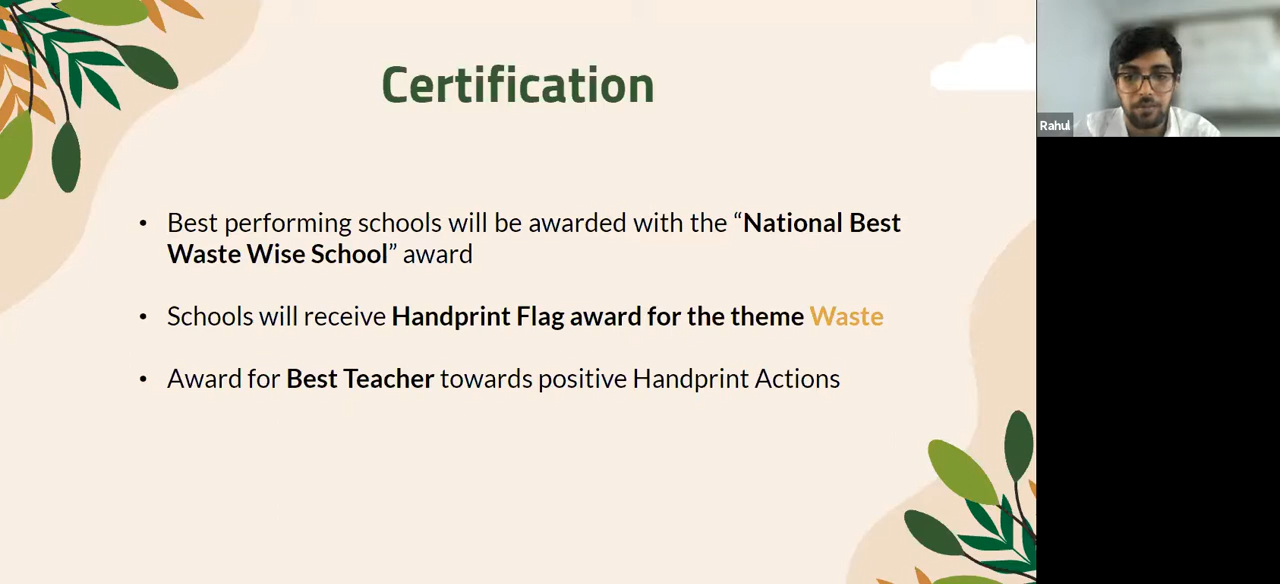 Certification
• Best performing schools will be awarded with the “National Best
Waste Wise School” award
• Schools will receive Handprint Flag award for the theme Waste
• Award for Best Teacher towards positive Handprint Actions
Rahul